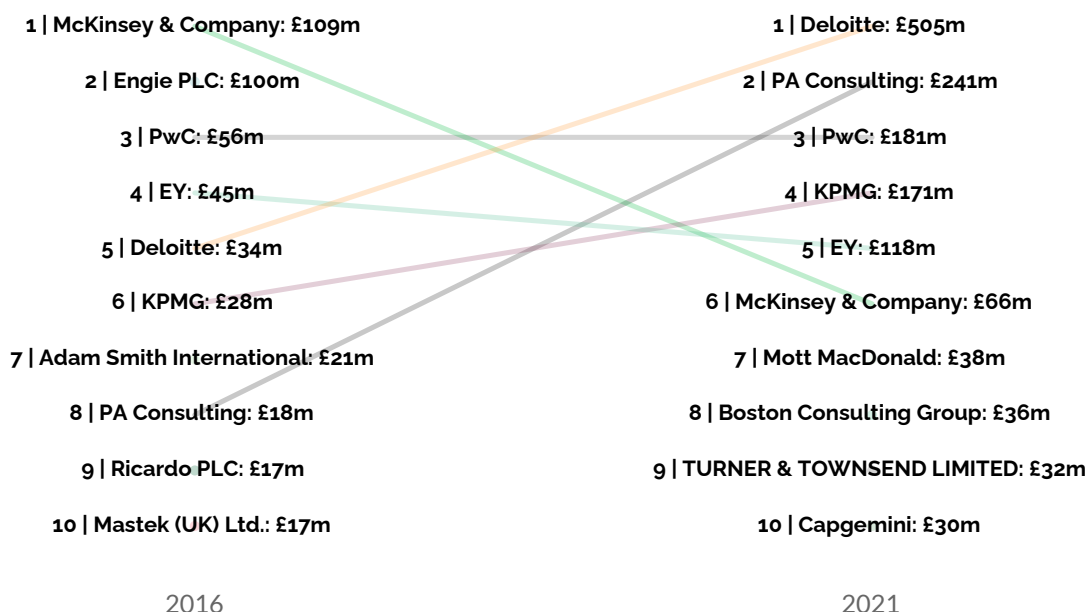 1 | McKinsey & Company: £109m
2 | Engie PLC: £100m
3 | PwC: £56m
4 | EY: £45m
5 | Deloitte: £34m
6 | KPMG: £28m
7 | Adam Smith International: £21m
8 | PA Consulting: £18m
9 | Ricardo PLC: £17m
10 | Mastek (UK) Ltd.: £17m
2016
1 | Deloitte: £505m
2 | PA Consulting: £241m
3 | PwC: £181m
4 | KPMG: £171m
5 | EY: £118m
6 | McKinsey & Company: £66m
7 | Mott MacDonald: £38m
8 | Boston Consulting Group: £36m
9 | TURNER & TOWNSEND LIMITED: £32m
10 | Capgemini: £30m
2021